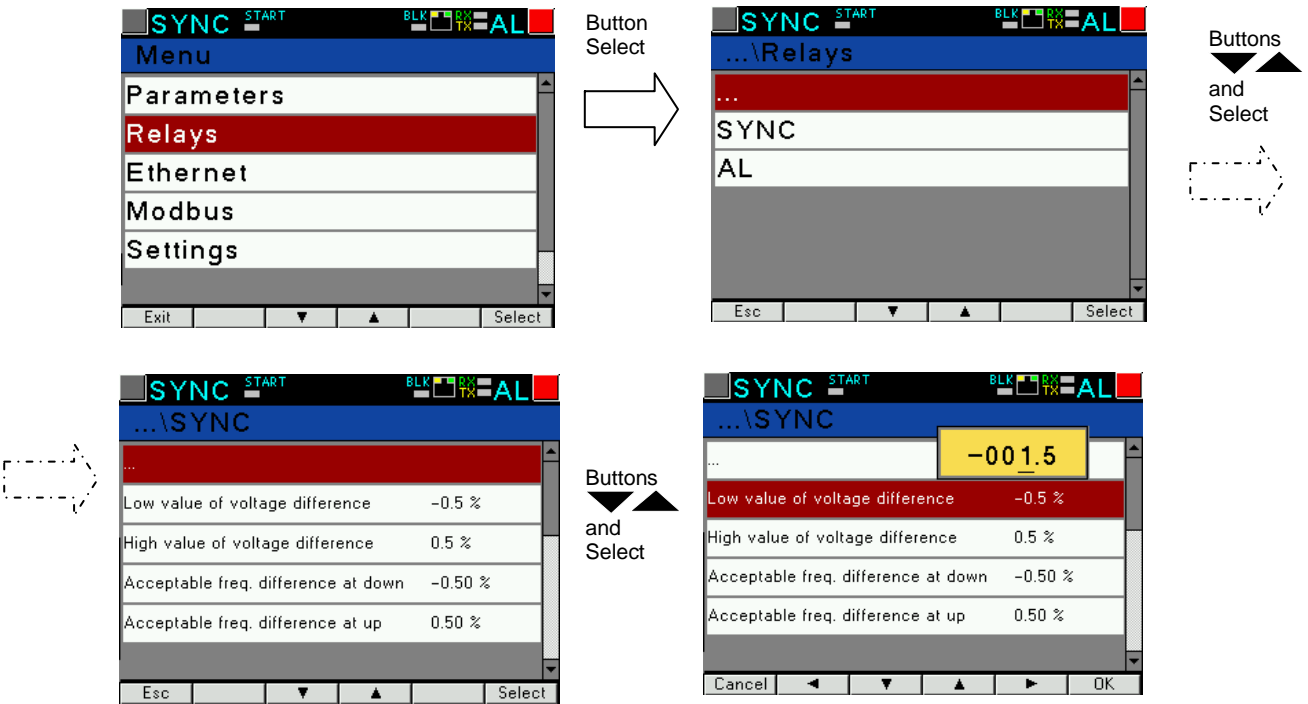 SYNC START BLK RX TX AL
Menu
Parameters
Relays
Ethernet
Modbus
Settings
Exit ▼ ▲ Select
Button
Select
SYNC START BLK RX TX AL
...\Relays
...
SYNC
AL
Esc ▼ ▲ Select
Buttons
▼▲
and
Select
SYNC START BLK RX TX AL
...\SYNC
...
Low value of voltage difference -0.5 %
High value of voltage difference 0.5 %
Acceptable freq. difference at down -0.50 %
Acceptable freq. difference at up 0.50 %
Esc ▼ ▲ Select
Buttons
▼▲
and
Select
SYNC START BLK RX TX AL
...\SYNC
-001.5
...
Low value of voltage difference -0.5 %
High value of voltage difference 0.5 %
Acceptable freq. difference at down -0.50 %
Acceptable freq. difference at up 0.50 %
Cancel ◄ ▼ ▲ ► OK